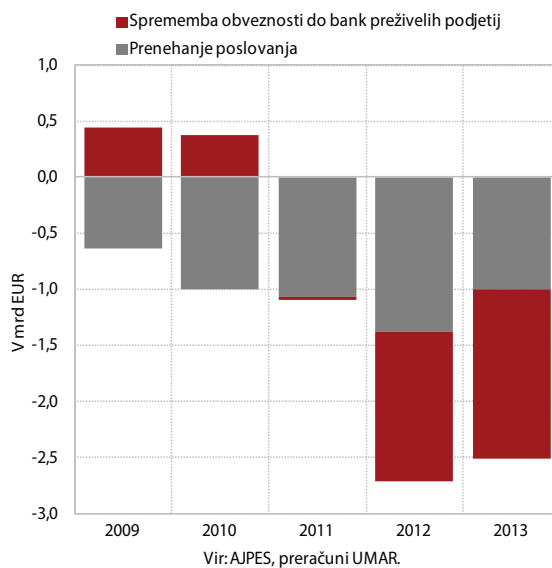 Sprememba obveznosti do bank preživelih podjetij
Prenehanje poslovanja
1,0
0,5
0,0
-0,5
-1,0
-1,5
-2,0
-2,5
-3,0
V mrd EUR
2009 2010 2011 2012 2013
Vir: AJPES, preračuni UMAR.